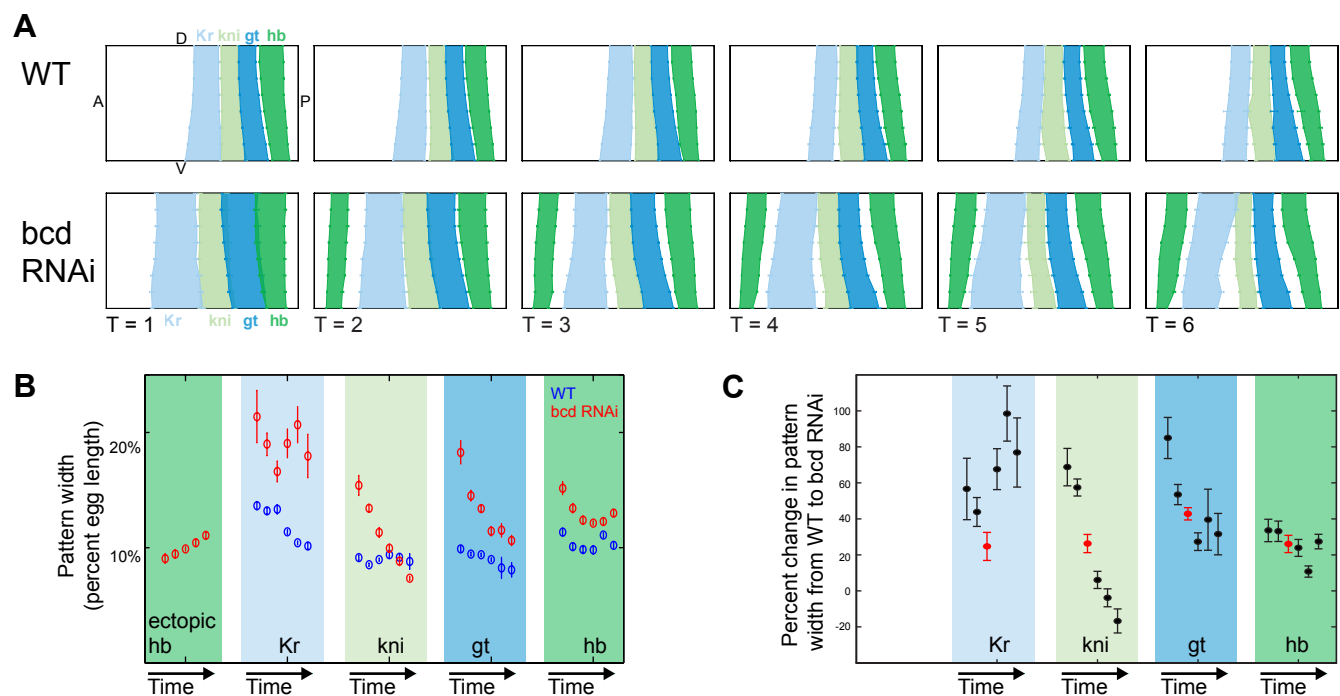 A
WT
D Kr kni gt hb
A
P
V
bcd
RNAi
T = 1 Kr kni gt hb
T = 2
T = 3
T = 4
T = 5
T = 6
B
Pattern width
(percent egg length)
20%
10%
WT
bcd RNAi
ectopic
hb
Kr
kni
gt
hb
Time
Time
Time
Time
Time
C
Percent change in pattern
width from WT to bcd RNAi
100
80
60
40
20
0
-20
Kr
kni
gt
hb
Time
Time
Time
Time